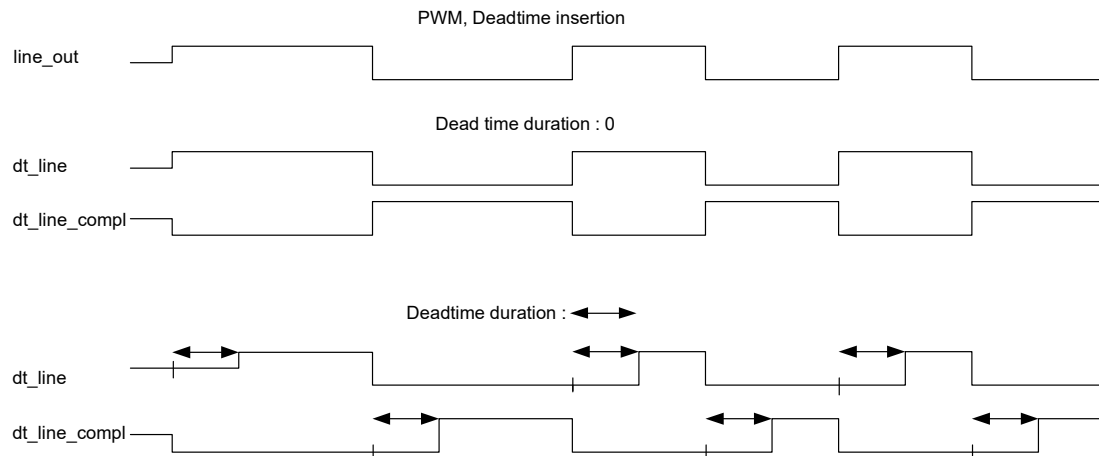 PWM, Deadtime insertion
line_out
Dead time duration : 0
dt_line
dt_line_compl
Deadtime duration :
dt_line
dt_line_compl